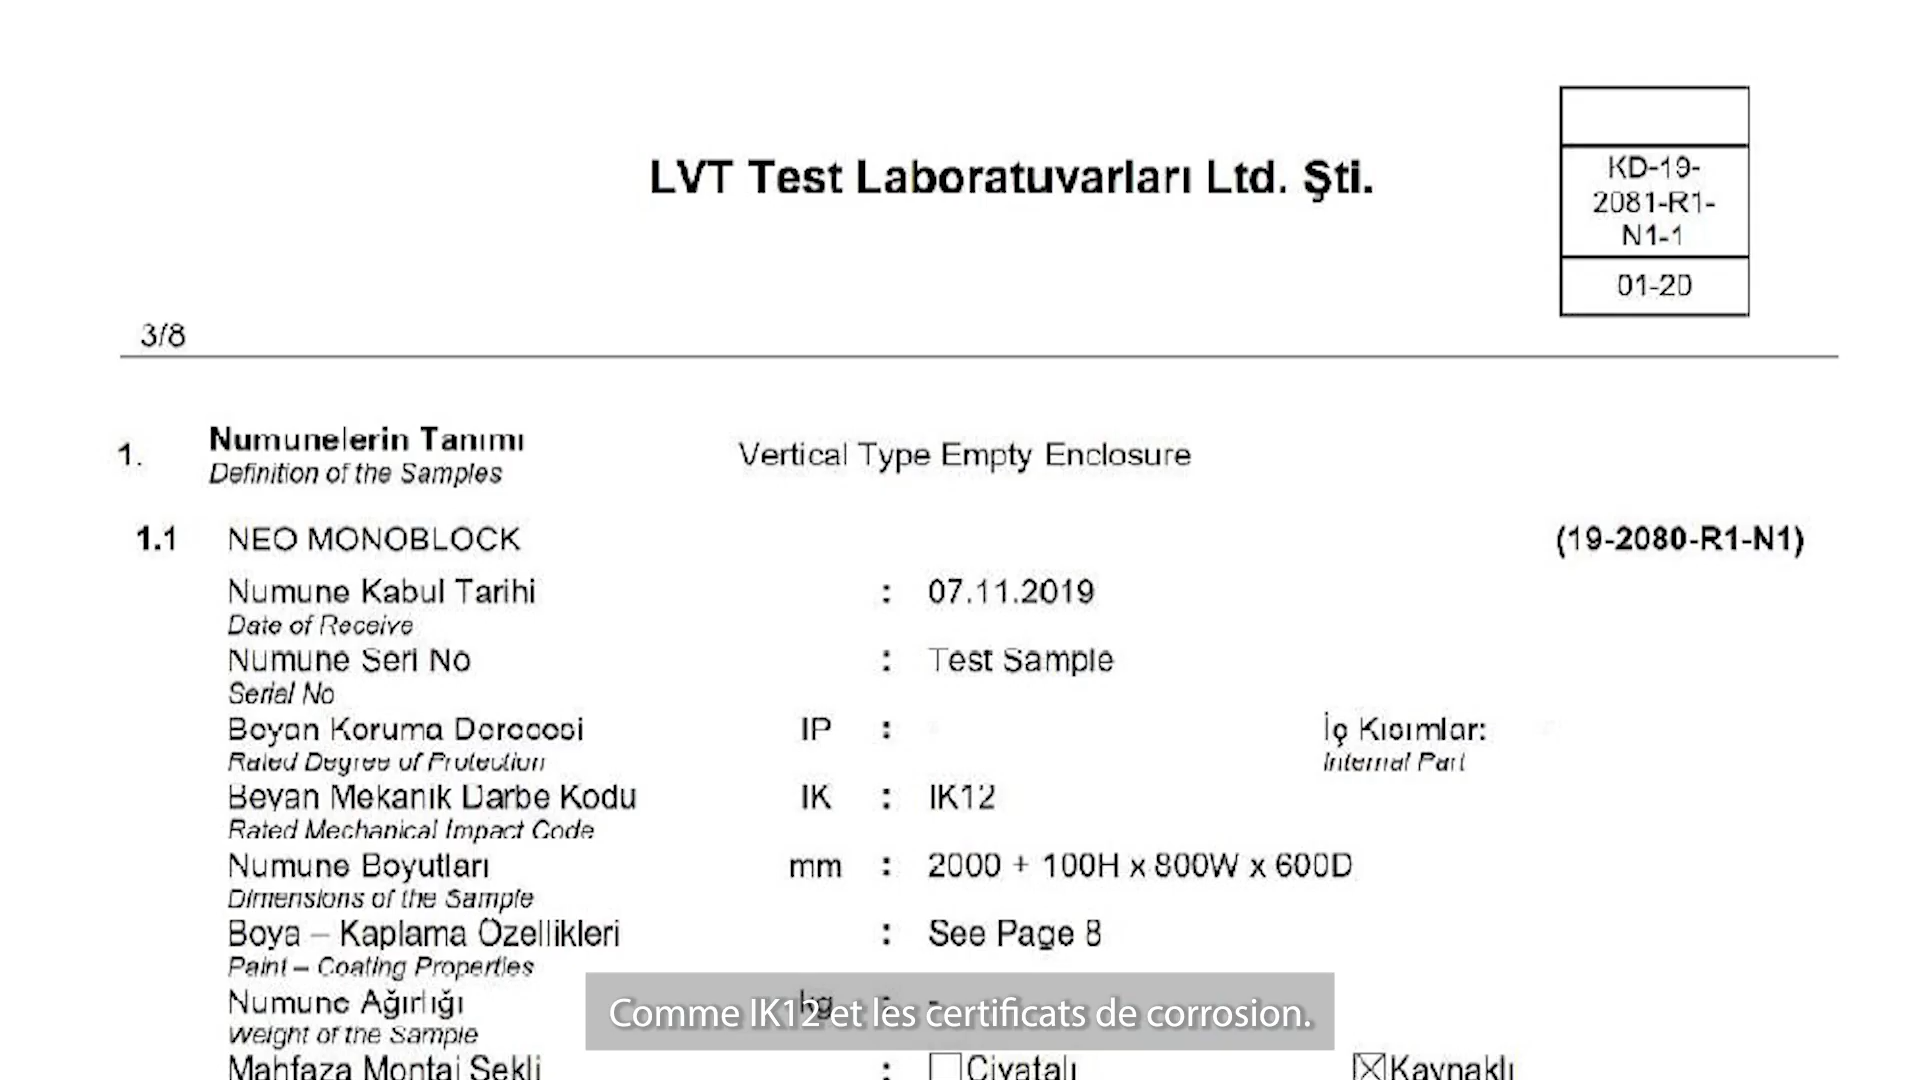 LVT Test Laboratuvarları Ltd. Şti.
KD-19-
2081-R1-
N1-1
01-20
3/8
1. Numunelerin Tanımı
Definition of the Samples
Vertical Type Empty Enclosure
1.1 NEO MONOBLOCK (19-2080-R1-N1)
Numune Kabul Tarihi : 07.11.2019
Date of Receive
Numune Seri No : Test Sample
Serial No
Beyan Koruma Derecesi IP : - İç Kısımlar:
Rated Degree of Protection Internal Part
Beyan Mekanik Darbe Kodu IK : IK12
Rated Mechanical Impact Code
Numune Boyutları mm : 2000 + 100H x 800W x 600D
Dimensions of the Sample
Boya – Kaplama Özellikleri : See Page 8
Paint – Coating Properties
Numune Ağırlığı kg : -
Weight of the Sample
Comme IK12 et les certificats de corrosion.
Mahfaza Montaj Şekli : Civatalı Kaynaklı